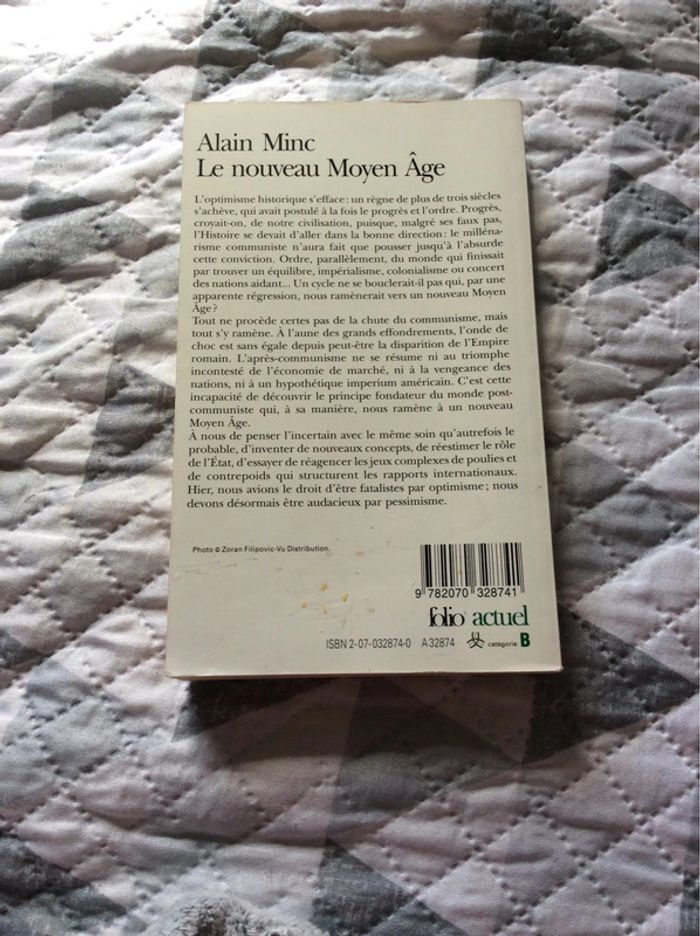 Alain Minc
Le nouveau Moyen Âge
L'optimisme historique s'efface : un règne de plus de trois siècles
s'achève, qui avait postulé à la fois le progrès et l'ordre. Progrès,
croyait-on, de notre civilisation, puisque, malgré ses faux pas,
l'Histoire se devait d'aller dans la bonne direction : le milléna-
risme communiste n'aura fait que pousser jusqu'à l'absurde
cette conviction. Ordre, parallèlement, du monde qui finissait
par trouver un équilibre, impérialisme, colonialisme ou concert
des nations aidant... Un cycle ne se bouclerait-il pas qui, par une
apparente régression, nous ramènerait vers un nouveau Moyen
Âge ?
Tout ne procède certes pas de la chute du communisme, mais
tout s'y ramène. À l'aune des grands effondrements, l'onde de
choc est sans égale depuis peut-être la disparition de l'Empire
romain. L'après-communisme ne se résume ni au triomphe
incontesté de l'économie de marché, ni à la vengeance des
nations, ni à un hypothétique imperium américain. C'est cette
incapacité de découvrir le principe fondateur du monde post-
communiste qui, à sa manière, nous ramène à un nouveau
Moyen Âge.
À nous de penser l'incertain avec le même soin qu'autrefois le
probable, d'inventer de nouveaux concepts, de réestimer le rôle
de l'État, d'essayer de réagencer les jeux complexes de poulies et
de contrepoids qui structurent les rapports internationaux.
Hier, nous avions le droit d'être fatalistes par optimisme ; nous
devons désormais être audacieux par pessimisme.
Photo © Zoran Filipovic-Vu Distribution.
9 782070 328741
folio actuel
ISBN 2-07-032874-0 A 32874 catégorie B